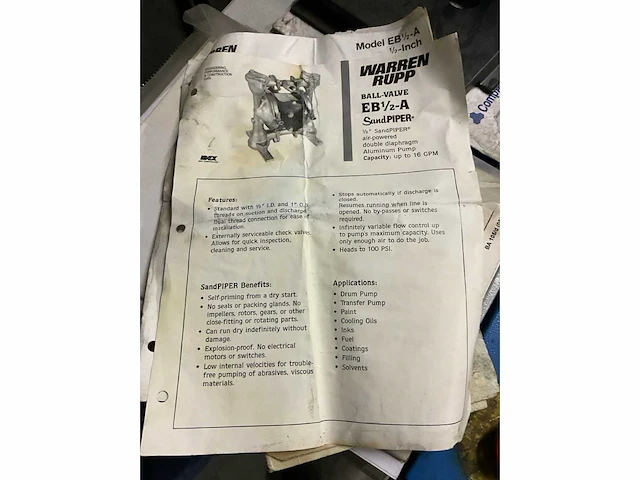 Model EB½-A
½-Inch
WARREN
RUPP
BALL-VALVE
EB½-A
SandPIPER®
½" SandPIPER®
air-powered
double diaphragm
Aluminum Pump
Capacity: up to 16 GPM
IDEX
Features:
• Standard with ½" I.D. and 1" O.D.
threads on suction and discharge.
Dual thread connection for ease of
installation.
• Externally serviceable check valves.
Allows for quick inspection,
cleaning and service.
• Stops automatically if discharge is
closed.
Resumes running when line is
opened. No by-passes or switches
required.
• Infinitely variable flow control up
to pump's maximum capacity. Uses
only enough air to do the job.
• Heads to 100 PSI.
SandPIPER Benefits:
• Self-priming from a dry start.
• No seals or packing glands. No
impellers, rotors, gears, or other
close-fitting or rotating parts.
• Can run dry indefinitely without
damage.
• Explosion-proof. No electrical
motors or switches.
• Low internal velocities for trouble-
free pumping of abrasives, viscous
materials.
Applications:
• Drum Pump
• Transfer Pump
• Paint
• Cooling Oils
• Inks
• Fuel
• Coatings
• Filling
• Solvents